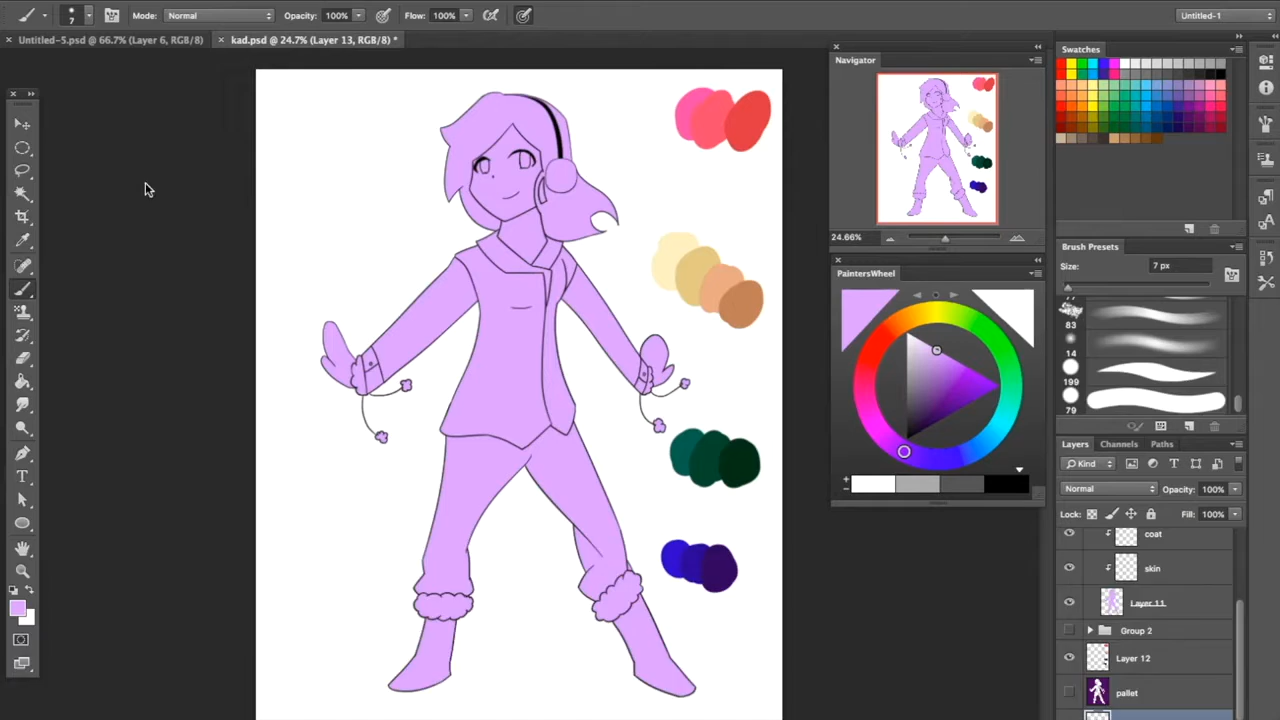 7
Mode: Normal
Opacity: 100%
Flow: 100%
Untitled-1
Untitled-5.psd @ 66.7% (Layer 6, RGB/8)
kad.psd @ 24.7% (Layer 13, RGB/8) *
Navigator
24.66%
PaintersWheel
Swatches
Brush Presets
Size: 7 px
83
14
199
79
Layers Channels Paths
Kind
Normal
Opacity: 100%
Lock:
Fill: 100%
coat
skin
Layer 11
Group 2
Layer 12
pallet